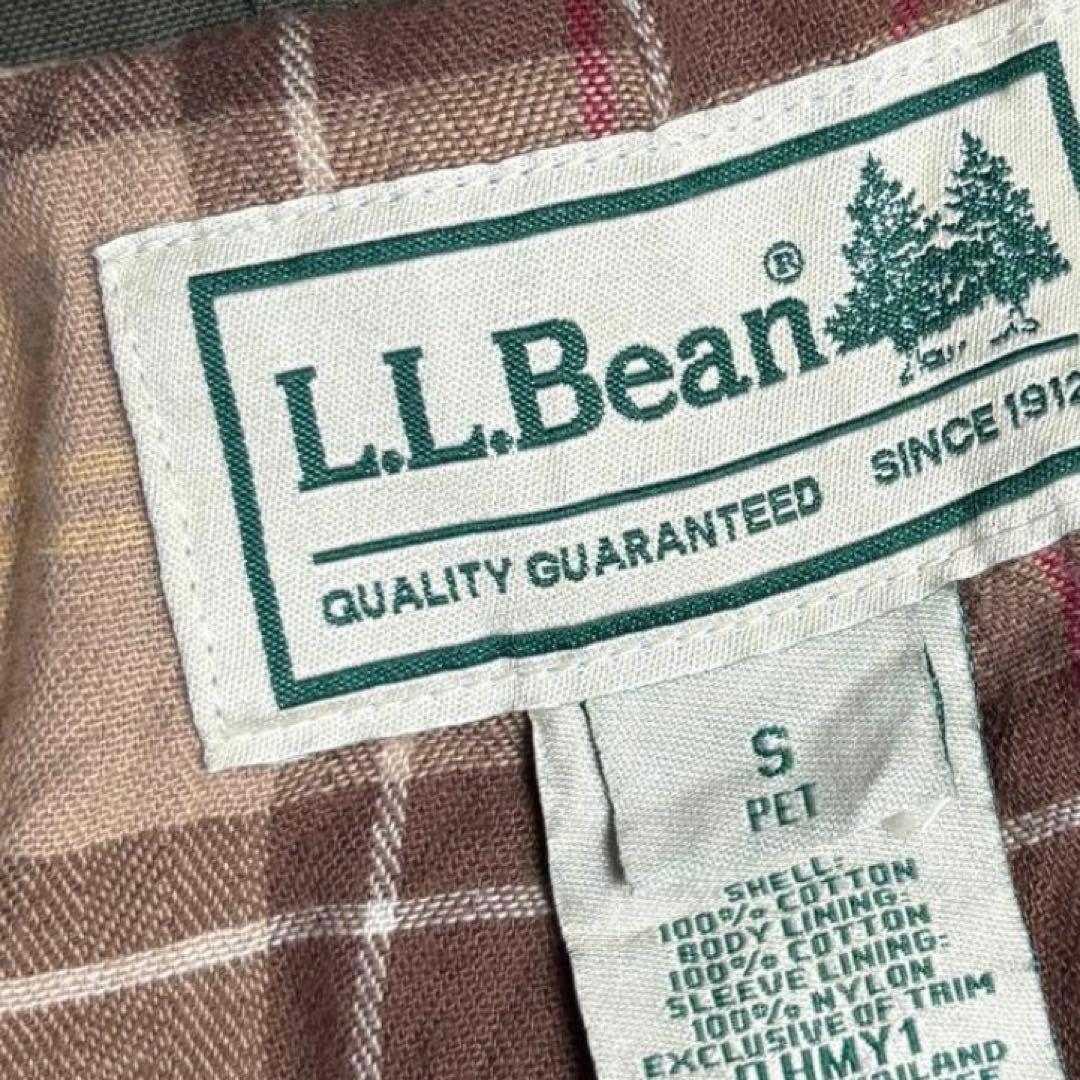 L.L.Bean®
QUALITY GUARANTEED SINCE 1912
S
PET
SHELL:
100% COTTON
BODY LINING:
100% COTTON
SLEEVE LINING:
100% NYLON
EXCLUSIVE OF TRIM
0HMY1